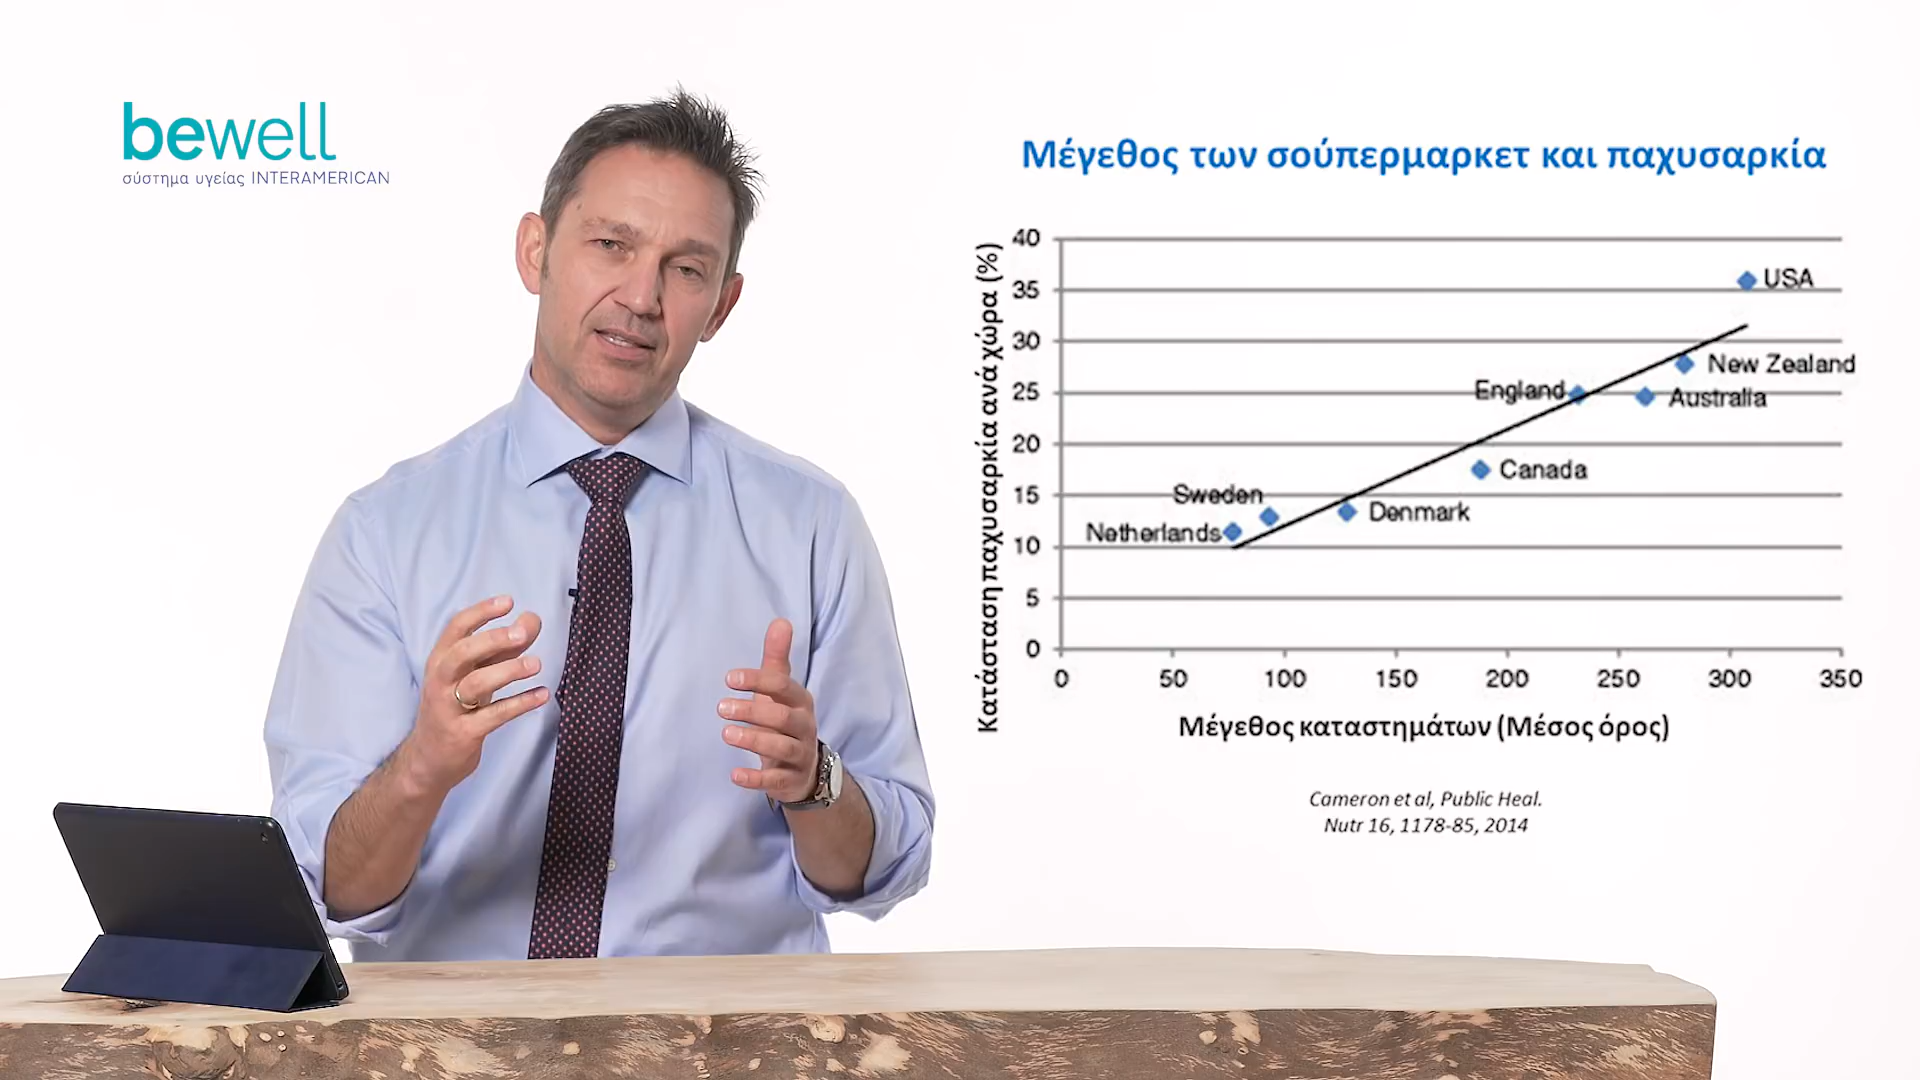 bewell
σύστημα υγείας INTERAMERICAN
Μέγεθος των σούπερμαρκετ και παχυσαρκία
Κατάσταση παχυσαρκία ανά χώρα (%)
40
35
30
25
20
15
10
5
0
USA
New Zealand
England
Australia
Canada
Sweden
Denmark
Netherlands
0 50 100 150 200 250 300 350
Μέγεθος καταστημάτων (Μέσος όρος)
Cameron et al, Public Heal.
Nutr 16, 1178-85, 2014